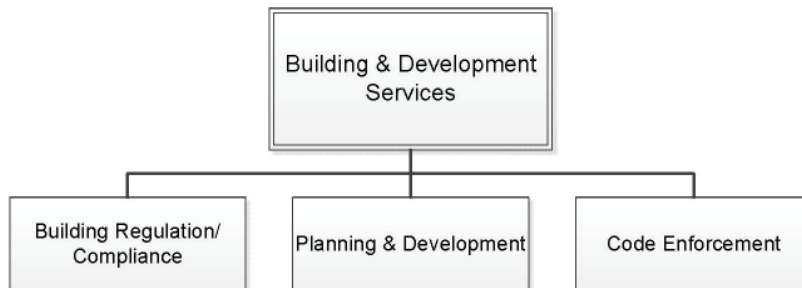 Building & Development
Services
Building Regulation/
Compliance
Planning & Development
Code Enforcement